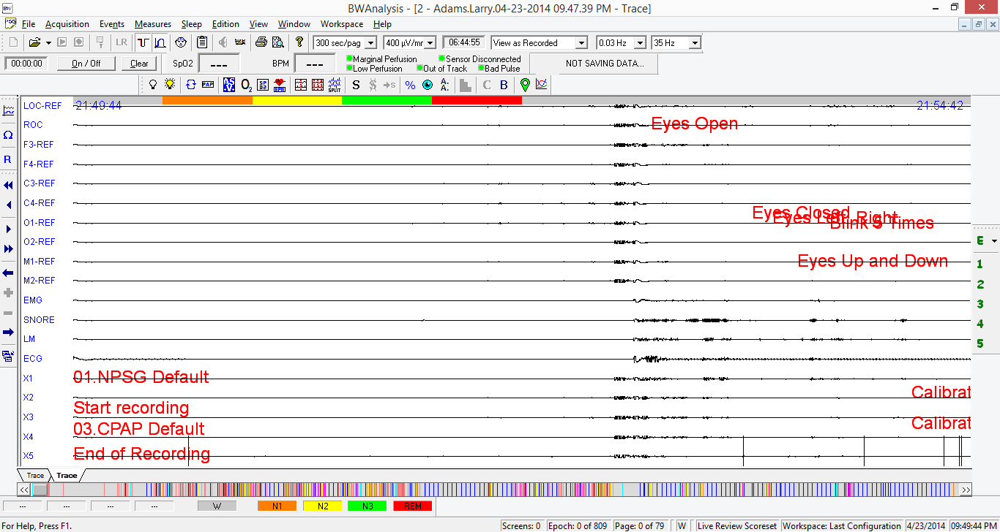 BWAnalysis - [2 - Adams.Larry.04-23-2014 09.47.39 PM - Trace]
File Acquisition Events Measures Sleep Edition View Window Workspace Help
LR 300 sec/pag 400 µV/mr 06:44:55 View as Recorded 0.03 Hz 35 Hz
00:00:00 On / Off Clear SpO2 --- BPM --- Marginal Perfusion Sensor Disconnected NOT SAVING DATA...
Low Perfusion Out of Track Bad Pulse
PAP O2 SPLIT S $ →S % A: C B
LOC-REF 21:49:44 21:54:42
ROC Eyes Open
F3-REF
F4-REF
C3-REF
C4-REF
Eyes Closed
Eyes Left Right
O1-REF Blink 5 Times
O2-REF
M1-REF Eyes Up and Down
M2-REF
EMG
SNORE
LM
ECG
X1 01.NPSG Default
X2 Calibrat
Start recording
X3 Calibrat
03.CPAP Default
X4
X5 End of Recording
Ω
R
E
1
2
3
4
5
Trace Trace
<< >>
--- --- --- --- W N1 N2 N3 REM
For Help, Press F1. Screens: 0 Epoch: 0 of 809 Page: 0 of 79 W Live Review Scoreset Workspace: Last Configuration 4/23/2014 09:49:44 PM